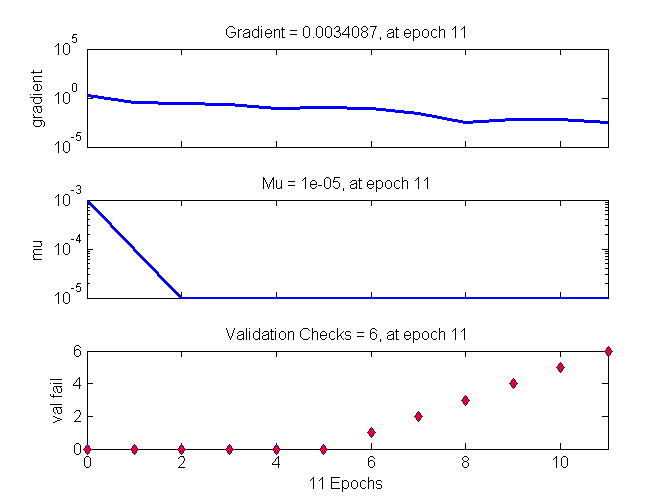 Gradient = 0.0034087, at epoch 11
10^5
10^0
10^-5
gradient
Mu = 1e-05, at epoch 11
10^-3
10^-4
10^-5
mu
Validation Checks = 6, at epoch 11
6
4
2
0
val fail
0 2 4 6 8 10
11 Epochs